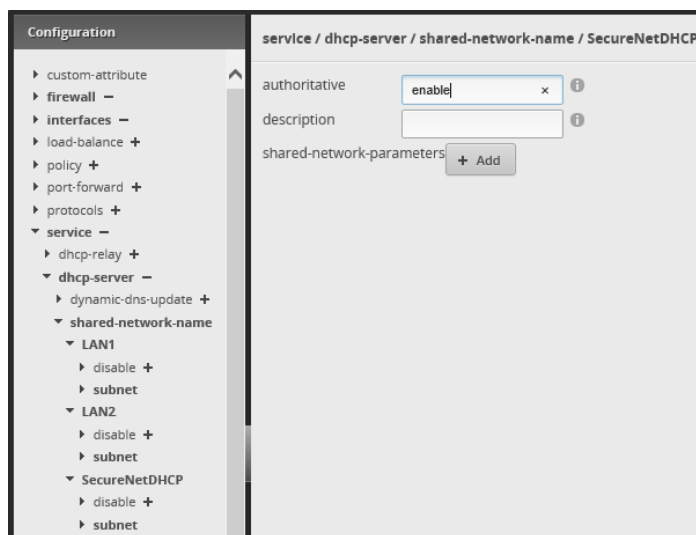 Configuration
custom-attribute
firewall −
interfaces −
load-balance +
policy +
port-forward +
protocols +
service −
dhcp-relay +
dhcp-server −
dynamic-dns-update +
shared-network-name
LAN1
disable +
subnet
LAN2
disable +
subnet
SecureNetDHCP
disable +
subnet
service / dhcp-server / shared-network-name / SecureNetDHCP
authoritative enable ×
description
shared-network-parameters + Add